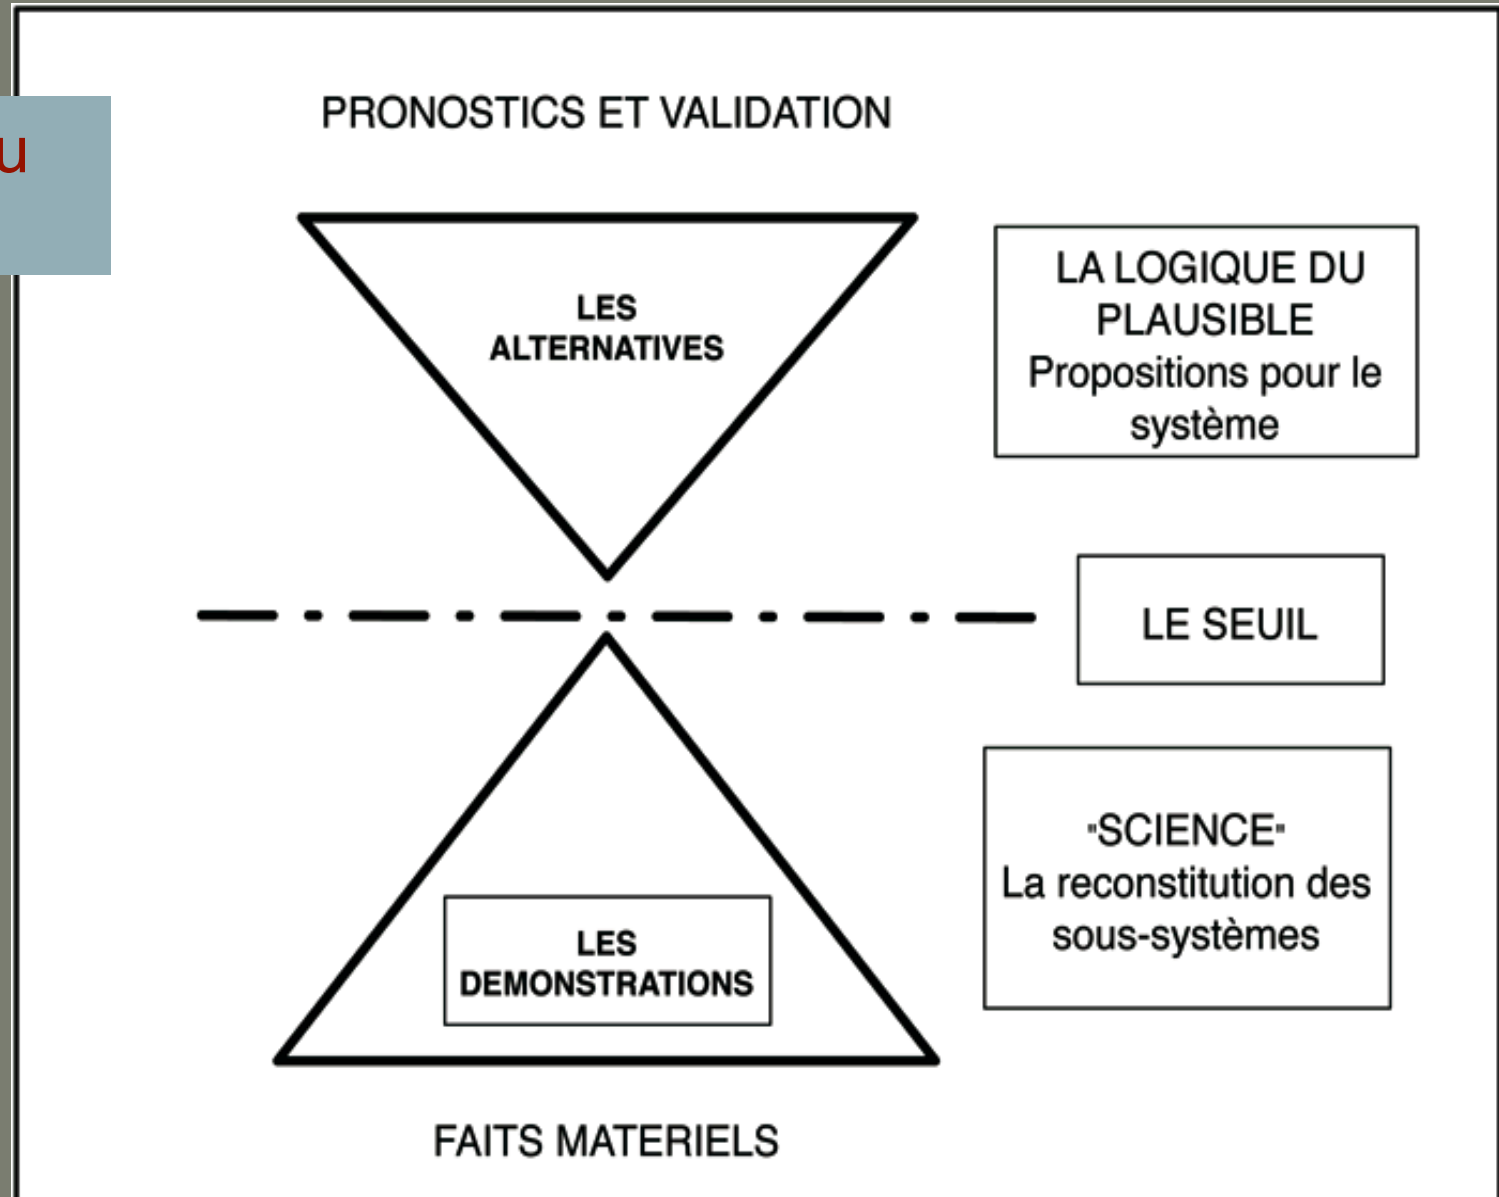 PRONOSTICS ET VALIDATION
u
LES
ALTERNATIVES
LA LOGIQUE DU
PLAUSIBLE
Propositions pour le
système
LE SEUIL
"SCIENCE"
La reconstitution des
sous-systèmes
LES
DEMONSTRATIONS
FAITS MATERIELS